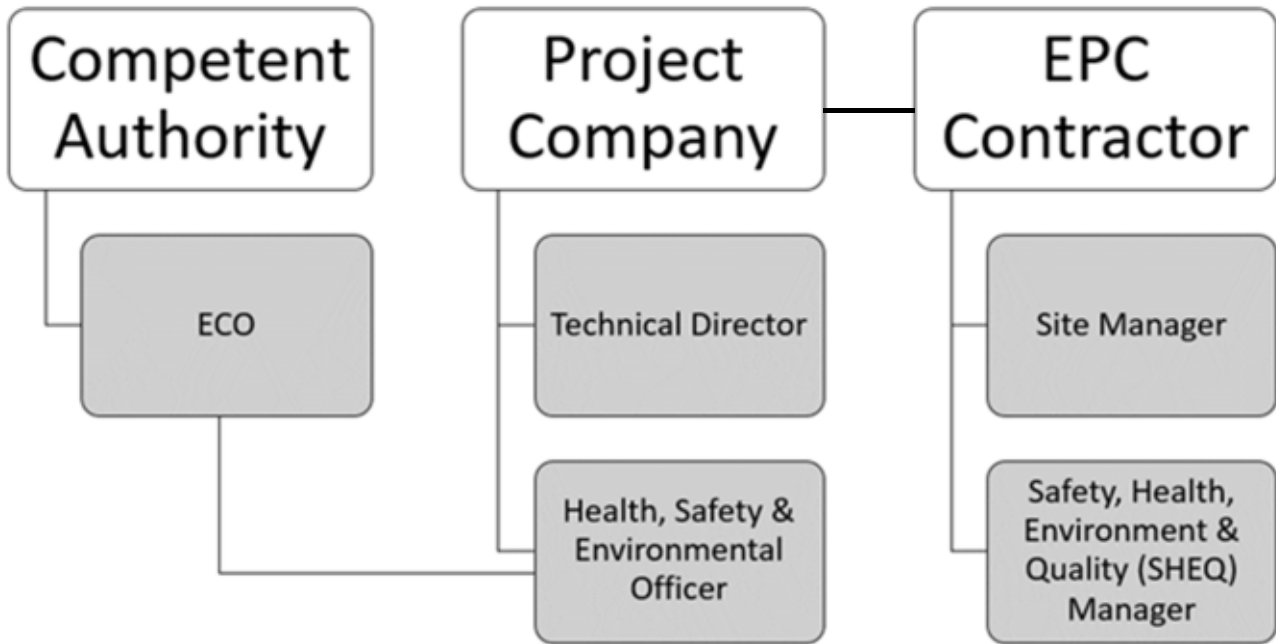 Competent
Authority
Project
Company
EPC
Contractor
ECO
Technical Director
Site Manager
Health, Safety &
Environmental
Officer
Safety, Health,
Environment &
Quality (SHEQ)
Manager